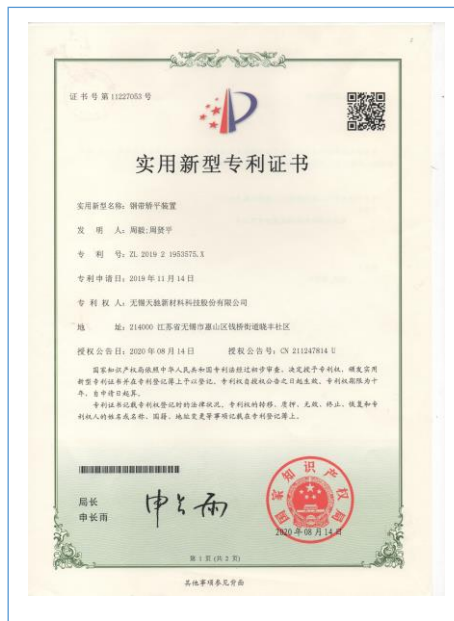 证书号第11227053号
实用新型专利证书
实用新型名称：钢带矫平装置
发 明 人：周毅;周贤平
专 利 号：ZL 2019 2 1953575.X
专利申请日：2019年11月14日
专 利 权 人：无锡天驰新材料科技股份有限公司
地 址：214000 江苏省无锡市惠山区钱桥街道晓丰社区
授权公告日：2020年08月14日 授权公告号：CN 211247814 U
国家知识产权局依照中华人民共和国专利法经过初步审查，决定授予专利权，颁发实用
新型专利证书并在专利登记簿上予以登记。专利权自授权公告之日起生效。专利权期限为十
年，自申请日起算。
专利证书记载专利权登记时的法律状况。专利权的转移、质押、无效、终止、恢复和专
利权人的姓名或名称、国籍、地址变更等事项记载在专利登记簿上。
局长
申长雨
申长雨
国家知识产权局
2020年08月14日
第 1 页 (共 2 页)
其他事项参见背面